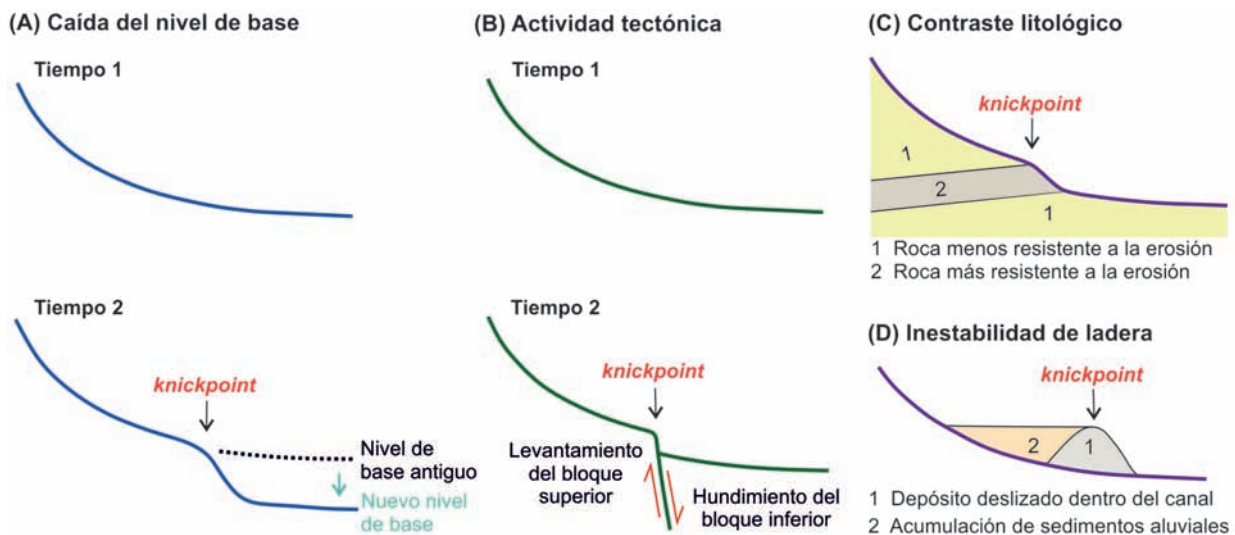 (A) Caída del nivel de base
Tiempo 1
Tiempo 2
knickpoint
Nivel de
base antiguo
Nuevo nivel
de base
(B) Actividad tectónica
Tiempo 1
Tiempo 2
knickpoint
Levantamiento
del bloque
superior
Hundimiento del
bloque inferior
(C) Contraste litológico
knickpoint
1
2
1
1 Roca menos resistente a la erosión
2 Roca más resistente a la erosión
(D) Inestabilidad de ladera
knickpoint
2
1
1 Depósito deslizado dentro del canal
2 Acumulación de sedimentos aluviales